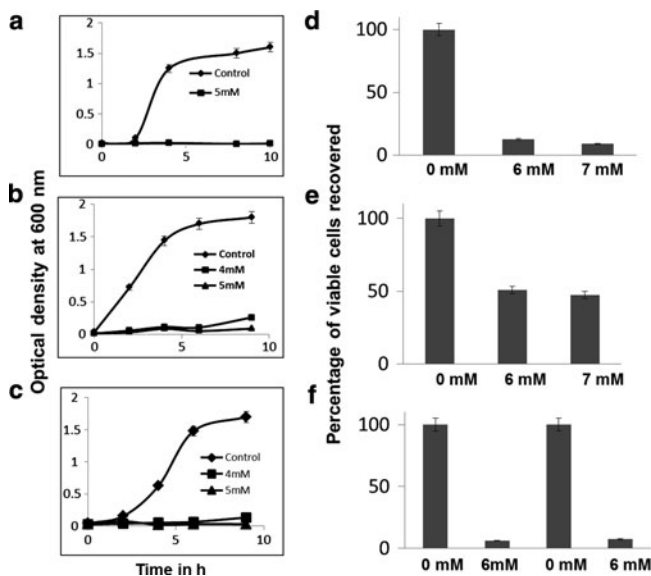 a
2
1.5
1
0.5
0
0 5 10
Control
5mM
b
2
1.5
1
0.5
0
0 5 10
Control
4mM
5mM
c
2
1.5
1
0.5
0
0 5 10
Control
4mM
5mM
Optical density at 600 nm
Time in h
d
100
50
0
0 mM 6 mM 7 mM
e
100
50
0
0 mM 6 mM 7 mM
f
100
50
0
0 mM 6mM 0 mM 6 mM
Percentage of viable cells recovered